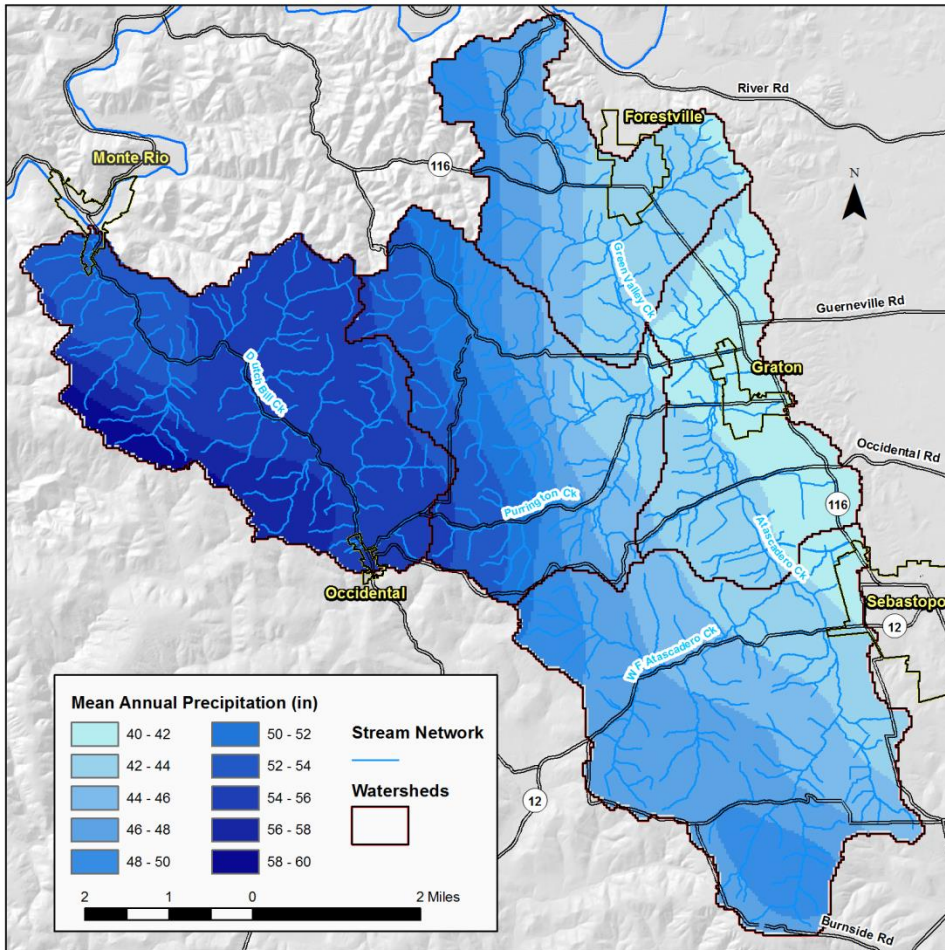 River Rd
Forestville
Monte Rio
116
N
Green Valley Ck
Guerneville Rd
Graton
Dutch Bill Ck
Occidental Rd
Purrington Ck
116
Atascadero Ck
Occidental
Sebastopo
12
W F Atascadero Ck
Mean Annual Precipitation (in)
40 - 42
42 - 44
44 - 46
46 - 48
48 - 50
50 - 52
52 - 54
54 - 56
56 - 58
58 - 60
Stream Network
Watersheds
12
2 1 0 2 Miles
Burnside Rd